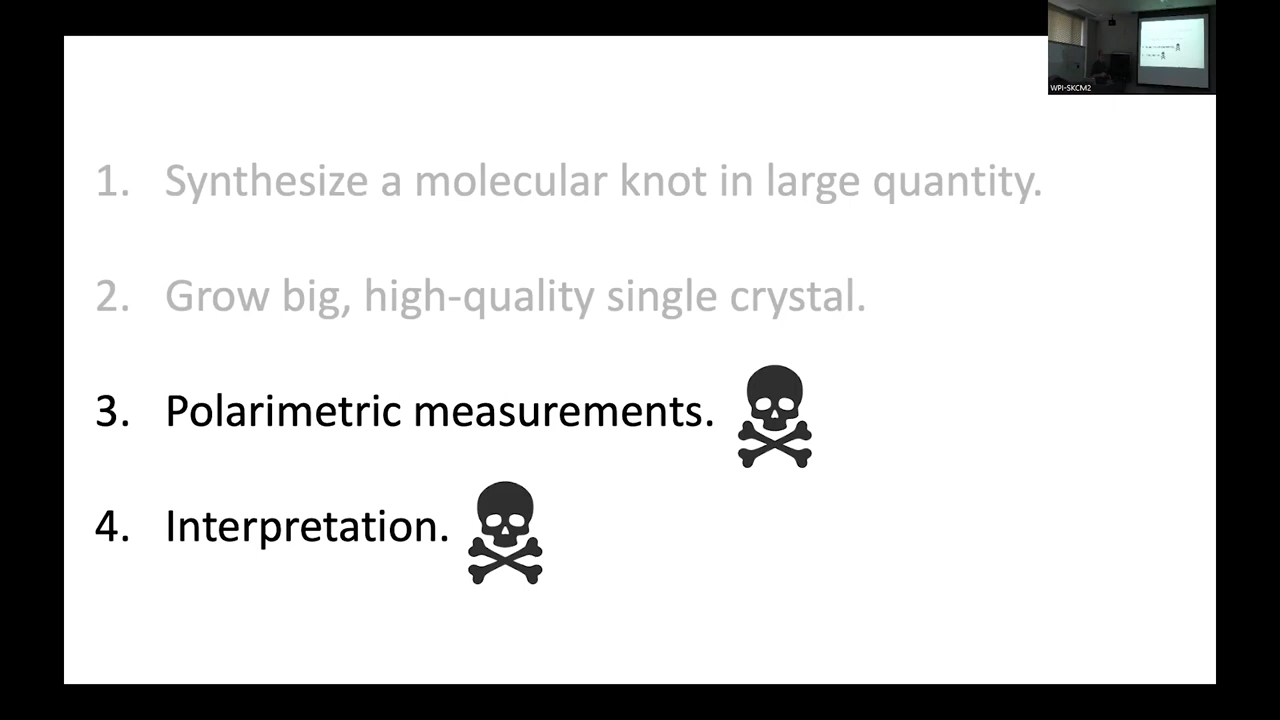 WPI-SKCM2
1. Synthesize a molecular knot in large quantity.
2. Grow big, high-quality single crystal.
3. Polarimetric measurements.
4. Interpretation.